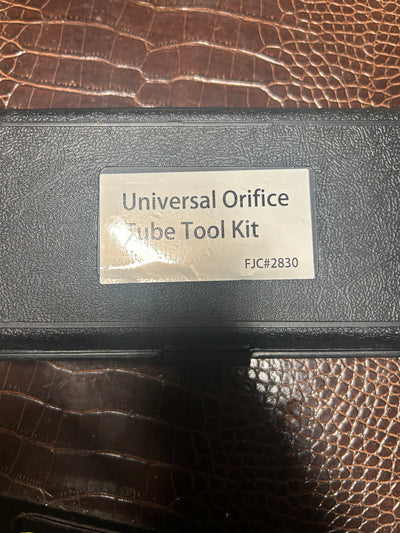 Universal Orifice
Tube Tool Kit
FJC#2830